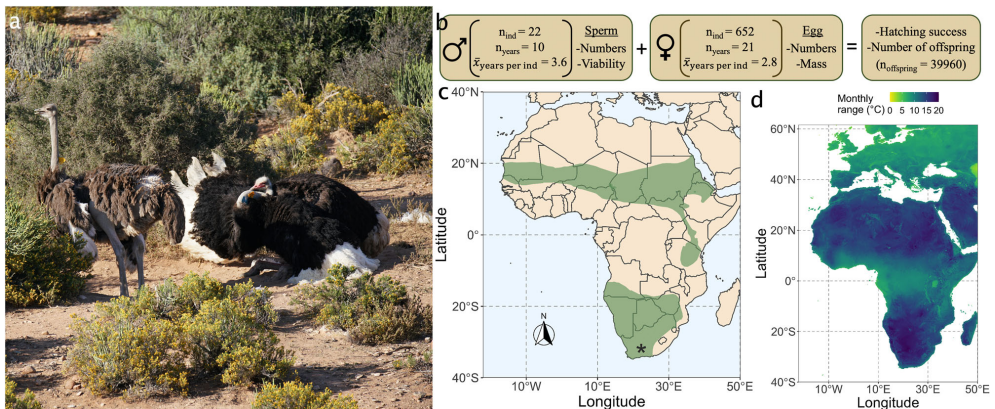 a
b
♂
n_ind = 22
n_years = 10
x̄_years per ind = 3.6
Sperm
-Numbers
-Viability
+
♀
n_ind = 652
n_years = 21
x̄_years per ind = 2.8
Egg
-Numbers
-Mass
=
-Hatching success
-Number of offspring
(n_offspring = 39960)
c
40°N
20°N
0°
20°S
40°S
Latitude
N
*
10°W
10°E
30°E
50°E
Longitude
d
Monthly
range (°C)
0 5 10 15 20
60°N
40°N
20°N
0°
20°S
40°S
Latitude
10°W
10°E
30°E
50°E
Longitude